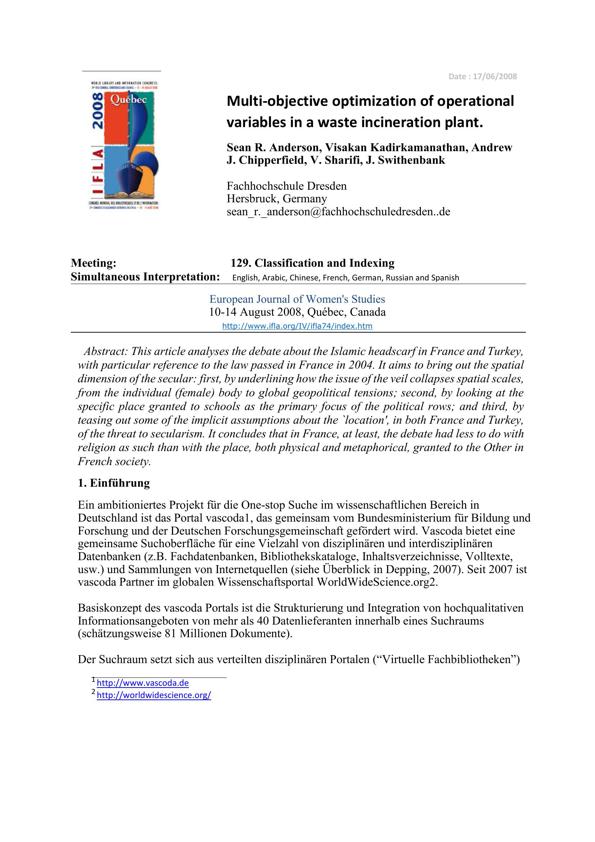 Date : 17/06/2008
WORLD LIBRARY AND INFORMATION CONGRESS:
Québec
IFLA 2008
Multi-objective optimization of operational
variables in a waste incineration plant.
Sean R. Anderson, Visakan Kadirkamanathan, Andrew
J. Chipperfield, V. Sharifi, J. Swithenbank
Fachhochschule Dresden
Hersbruck, Germany
sean_r._anderson@fachhochschuledresden..de
Meeting: 129. Classification and Indexing
Simultaneous Interpretation: English, Arabic, Chinese, French, German, Russian and Spanish
European Journal of Women's Studies
10-14 August 2008, Québec, Canada
http://www.ifla.org/IV/ifla74/index.htm
Abstract: This article analyses the debate about the Islamic headscarf in France and Turkey,
with particular reference to the law passed in France in 2004. It aims to bring out the spatial
dimension of the secular: first, by underlining how the issue of the veil collapses spatial scales,
from the individual (female) body to global geopolitical tensions; second, by looking at the
specific place granted to schools as the primary focus of the political rows; and third, by
teasing out some of the implicit assumptions about the `location', in both France and Turkey,
of the threat to secularism. It concludes that in France, at least, the debate had less to do with
religion as such than with the place, both physical and metaphorical, granted to the Other in
French society.
1. Einführung
Ein ambitioniertes Projekt für die One-stop Suche im wissenschaftlichen Bereich in
Deutschland ist das Portal vascoda1, das gemeinsam vom Bundesministerium für Bildung und
Forschung und der Deutschen Forschungsgemeinschaft gefördert wird. Vascoda bietet eine
gemeinsame Suchoberfläche für eine Vielzahl von disziplinären und interdisziplinären
Datenbanken (z.B. Fachdatenbanken, Bibliothekskataloge, Inhaltsverzeichnisse, Volltexte,
usw.) und Sammlungen von Internetquellen (siehe Überblick in Depping, 2007). Seit 2007 ist
vascoda Partner im globalen Wissenschaftsportal WorldWideScience.org2.
Basiskonzept des vascoda Portals ist die Strukturierung und Integration von hochqualitativen
Informationsangeboten von mehr als 40 Datenlieferanten innerhalb eines Suchraums
(schätzungsweise 81 Millionen Dokumente).
Der Suchraum setzt sich aus verteilten disziplinären Portalen (“Virtuelle Fachbibliotheken”)
1 http://www.vascoda.de
2 http://worldwidescience.org/